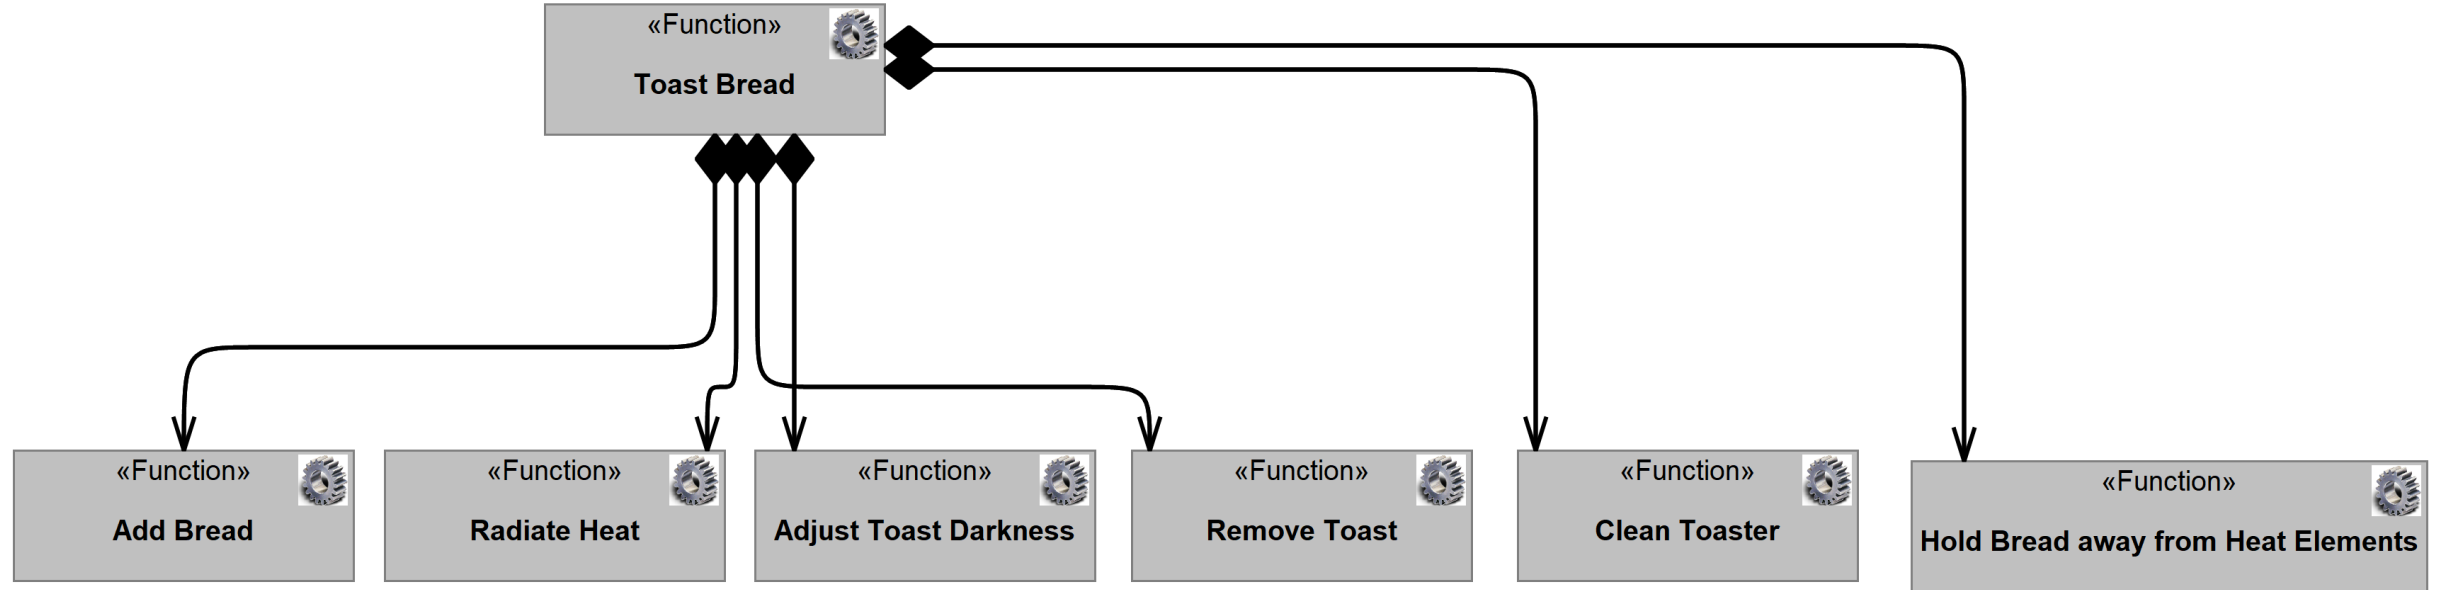 «Function»
Toast Bread
«Function»
Add Bread
«Function»
Radiate Heat
«Function»
Adjust Toast Darkness
«Function»
Remove Toast
«Function»
Clean Toaster
«Function»
Hold Bread away from Heat Elements